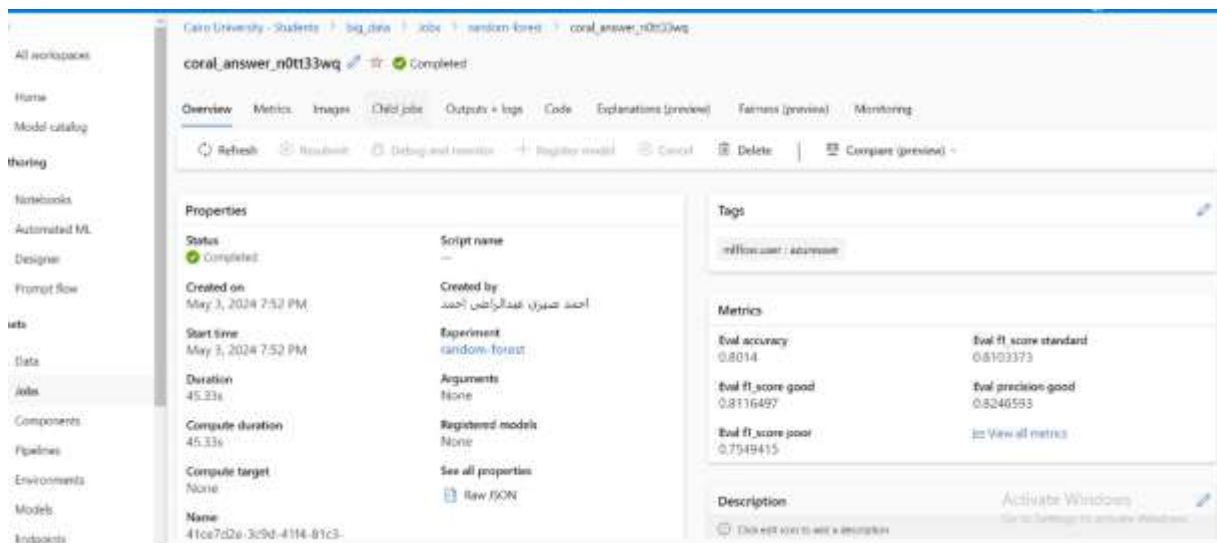 Cairo University - Students > big_data > Jobs > random-forest > coral_answer_n0tt33wq
All workspaces
Home
Model catalog
thoring
Notebooks
Automated ML
Designer
Prompt flow
sets
Data
Jobs
Components
Pipelines
Environments
Models
Endpoints
coral_answer_n0tt33wq Completed
Overview Metrics Images Child jobs Outputs + logs Code Explanations (preview) Fairness (preview) Monitoring
Refresh Resubmit Debug and monitor + Register model Cancel Delete Compare (preview)
Properties
Status
Completed
Script name
---
Created on
May 3, 2024 7:52 PM
Created by
احمد صبري عبدالراضي احمد
Start time
May 3, 2024 7:52 PM
Experiment
random-forest
Duration
45.33s
Arguments
None
Compute duration
45.33s
Registered models
None
Compute target
None
See all properties
Raw JSON
Name
41ce7d2e-3c9d-41f4-81c3-
Tags
mlflow.user : azureuser
Metrics
Eval accuracy
0.8014
Eval f1_score standard
0.8103373
Eval f1_score good
0.8116497
Eval precision good
0.8246593
Eval f1_score poor
0.7549415
View all metrics
Description
Click edit icon to add a description
Activate Windows
Go to Settings to activate Windows.